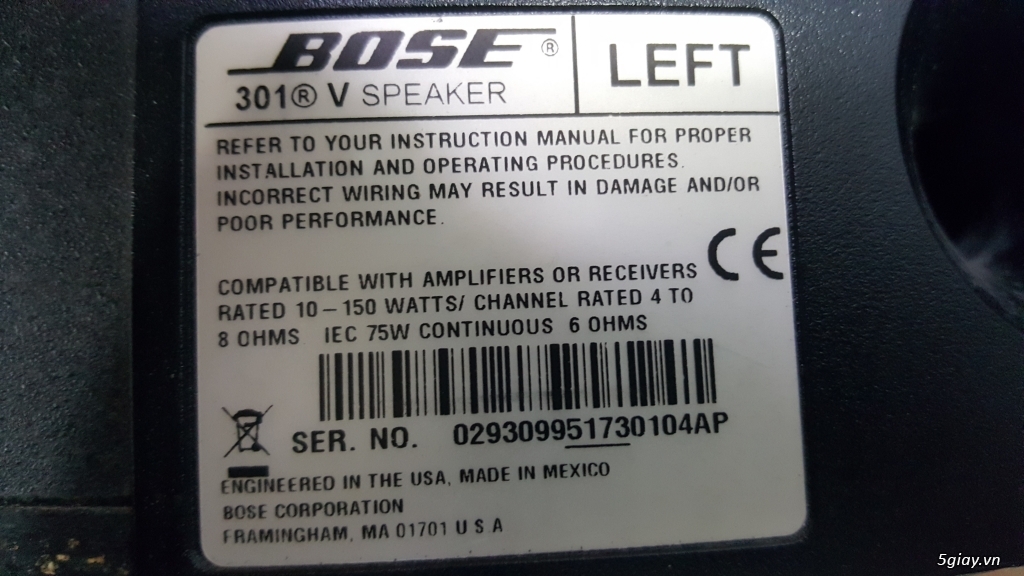 BOSE®
301® V SPEAKER
LEFT
REFER TO YOUR INSTRUCTION MANUAL FOR PROPER
INSTALLATION AND OPERATING PROCEDURES.
INCORRECT WIRING MAY RESULT IN DAMAGE AND/OR
POOR PERFORMANCE.
CE
COMPATIBLE WITH AMPLIFIERS OR RECEIVERS
RATED 10–150 WATTS/ CHANNEL RATED 4 TO
8 OHMS IEC 75W CONTINUOUS 6 OHMS
SER. NO. 029309951730104AP
ENGINEERED IN THE USA, MADE IN MEXICO
BOSE CORPORATION
FRAMINGHAM, MA 01701 U S A
5giay.vn